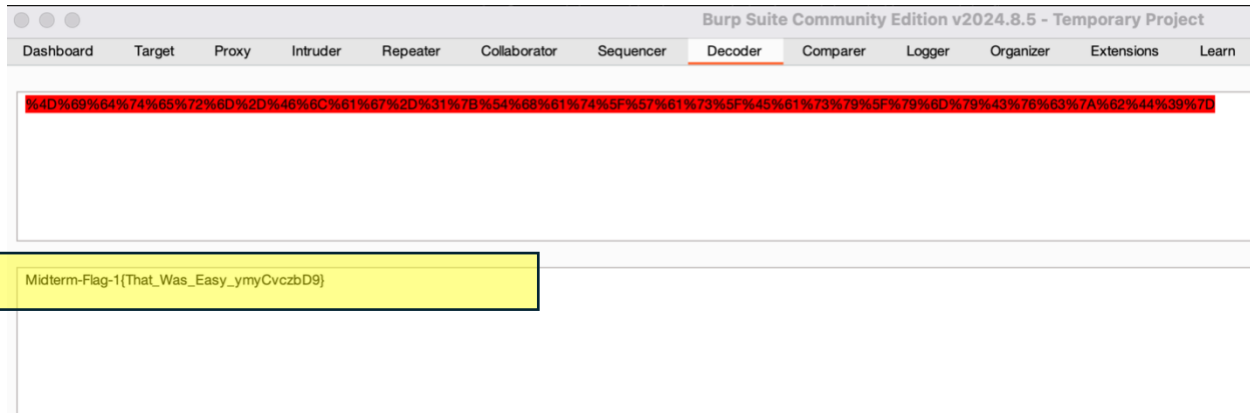 Burp Suite Community Edition v2024.8.5 - Temporary Project
Dashboard Target Proxy Intruder Repeater Collaborator Sequencer Decoder Comparer Logger Organizer Extensions Learn
%4D%69%64%74%65%72%6D%2D%46%6C%61%67%2D%31%7B%54%68%61%74%5F%57%61%73%5F%45%61%73%79%5F%79%6D%79%43%76%63%7A%62%44%39%7D
Midterm-Flag-1{That_Was_Easy_ymyCvczbD9}